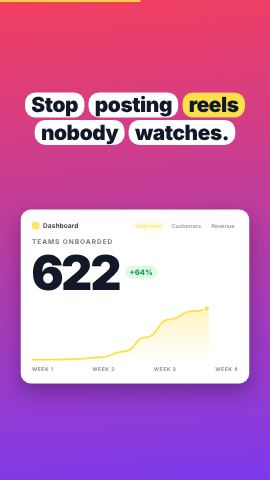 Stop posting reels
nobody watches.
Dashboard Overview Customers Revenue
TEAMS ONBOARDED
622 +64%
WEEK 1 WEEK 2 WEEK 3 WEEK 4